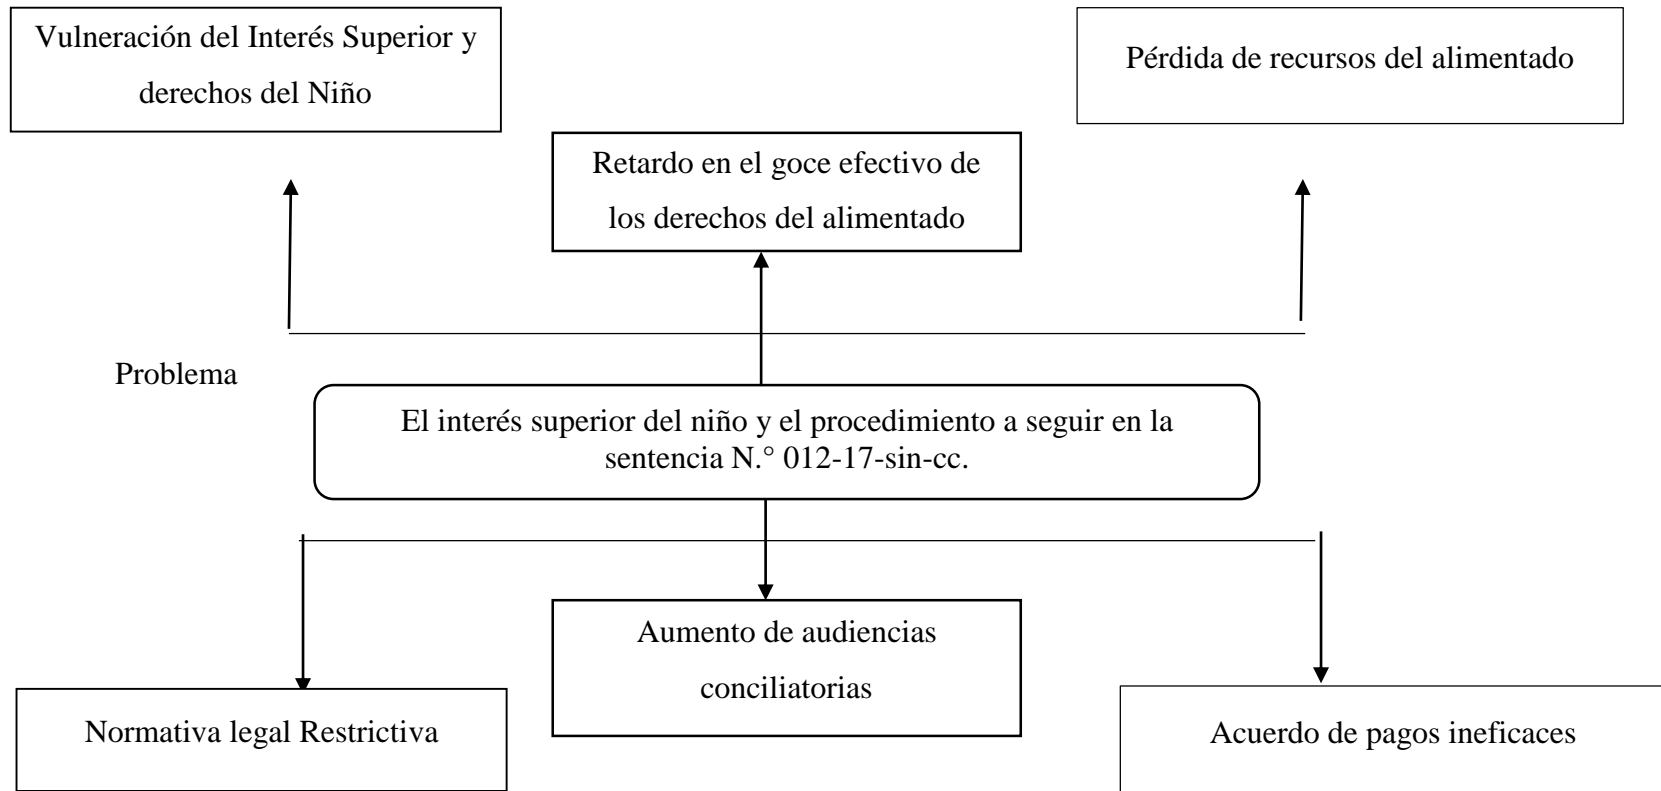 Vulneración del Interés Superior y
derechos del Niño
Pérdida de recursos del alimentado
Retardo en el goce efectivo de
los derechos del alimentado
Problema
El interés superior del niño y el procedimiento a seguir en la
sentencia N.° 012-17-sin-cc.
Aumento de audiencias
conciliatorias
Normativa legal Restrictiva
Acuerdo de pagos ineficaces